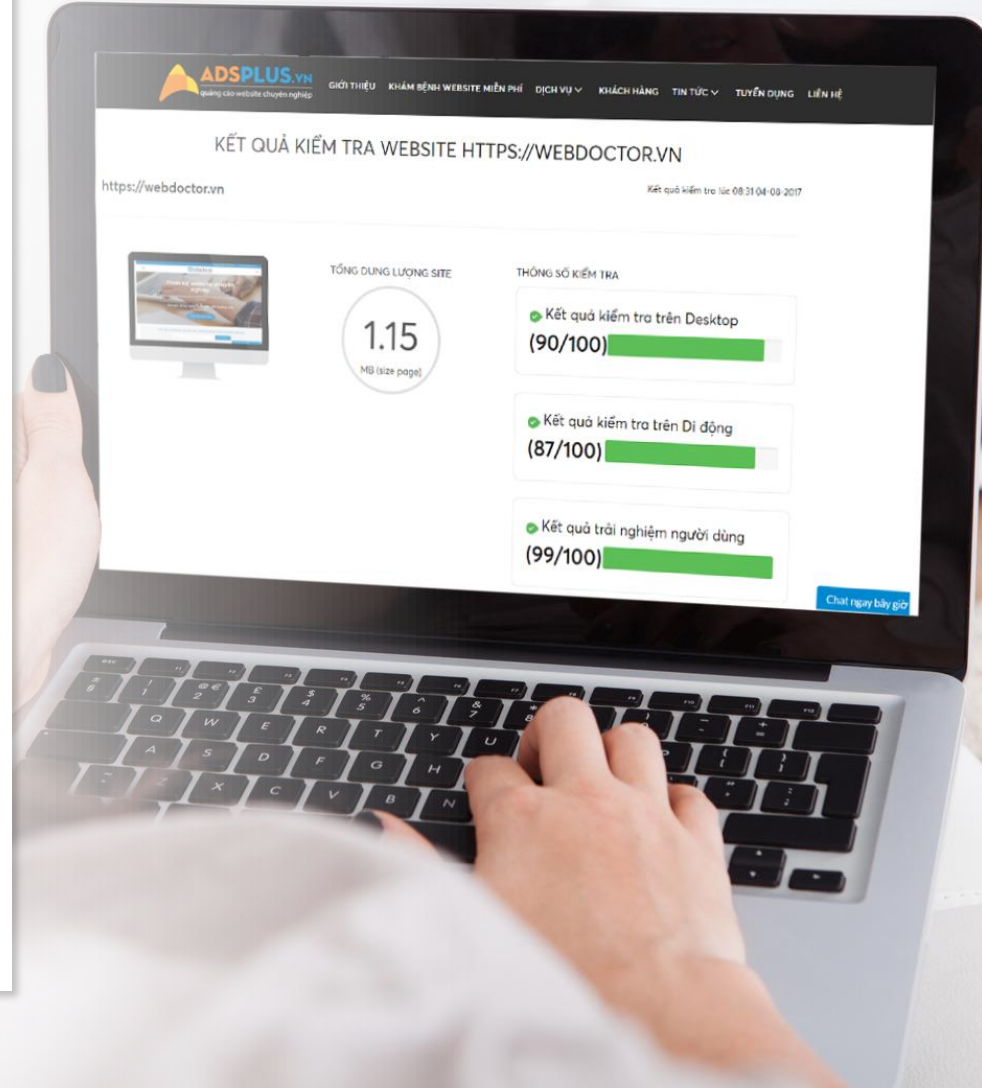 ADSPLUS.VN
quảng cáo website chuyên nghiệp
GIỚI THIỆU KHÁM BỆNH WEBSITE MIỄN PHÍ DỊCH VỤ KHÁCH HÀNG TIN TỨC TUYỂN DỤNG LIÊN HỆ
KẾT QUẢ KIỂM TRA WEBSITE HTTPS://WEBDOCTOR.VN
https://webdoctor.vn
Kết quả kiểm tra lúc 08:31 04-08-2017
TỔNG DUNG LƯỢNG SITE
1.15
MB (size page)
THÔNG SỐ KIỂM TRA
Kết quả kiểm tra trên Desktop
(90/100)
Kết quả kiểm tra trên Di động
(87/100)
Kết quả trải nghiệm người dùng
(99/100)
Chat ngay bây giờ
Q W E R T Y U
A S D F G H
Z X C V B N